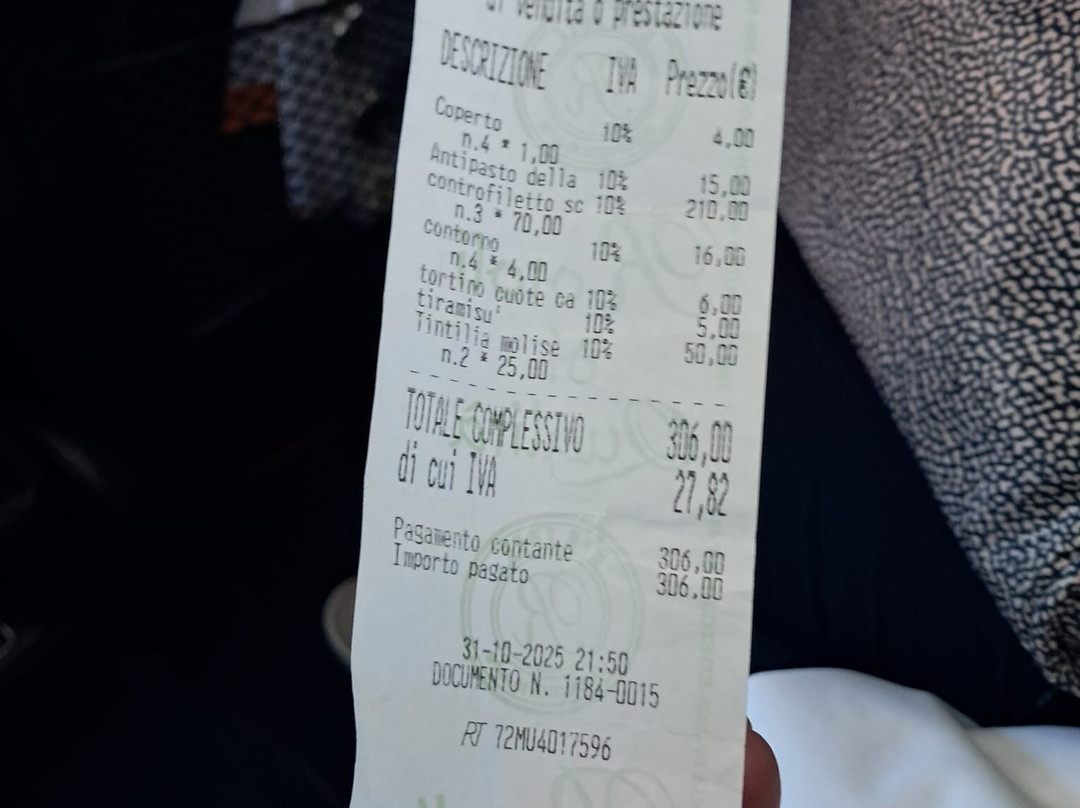 di vendita o prestazione
DESCRIZIONE IVA Prezzo(€)
Coperto 10% 4,00
n.4 * 1,00
Antipasto della 10% 15,00
controfiletto sc 10% 210,00
n.3 * 70,00
contorno 10% 16,00
n.4 * 4,00
tortino cuote ca 10% 6,00
tiramisu' 10% 5,00
Tintilia molise 10% 50,00
n.2 * 25,00
TOTALE COMPLESSIVO 306,00
di cui IVA 27,82
Pagamento contante 306,00
Importo pagato 306,00
31-10-2025 21:50
DOCUMENTO N. 1184-0015
RT 72MU4017596